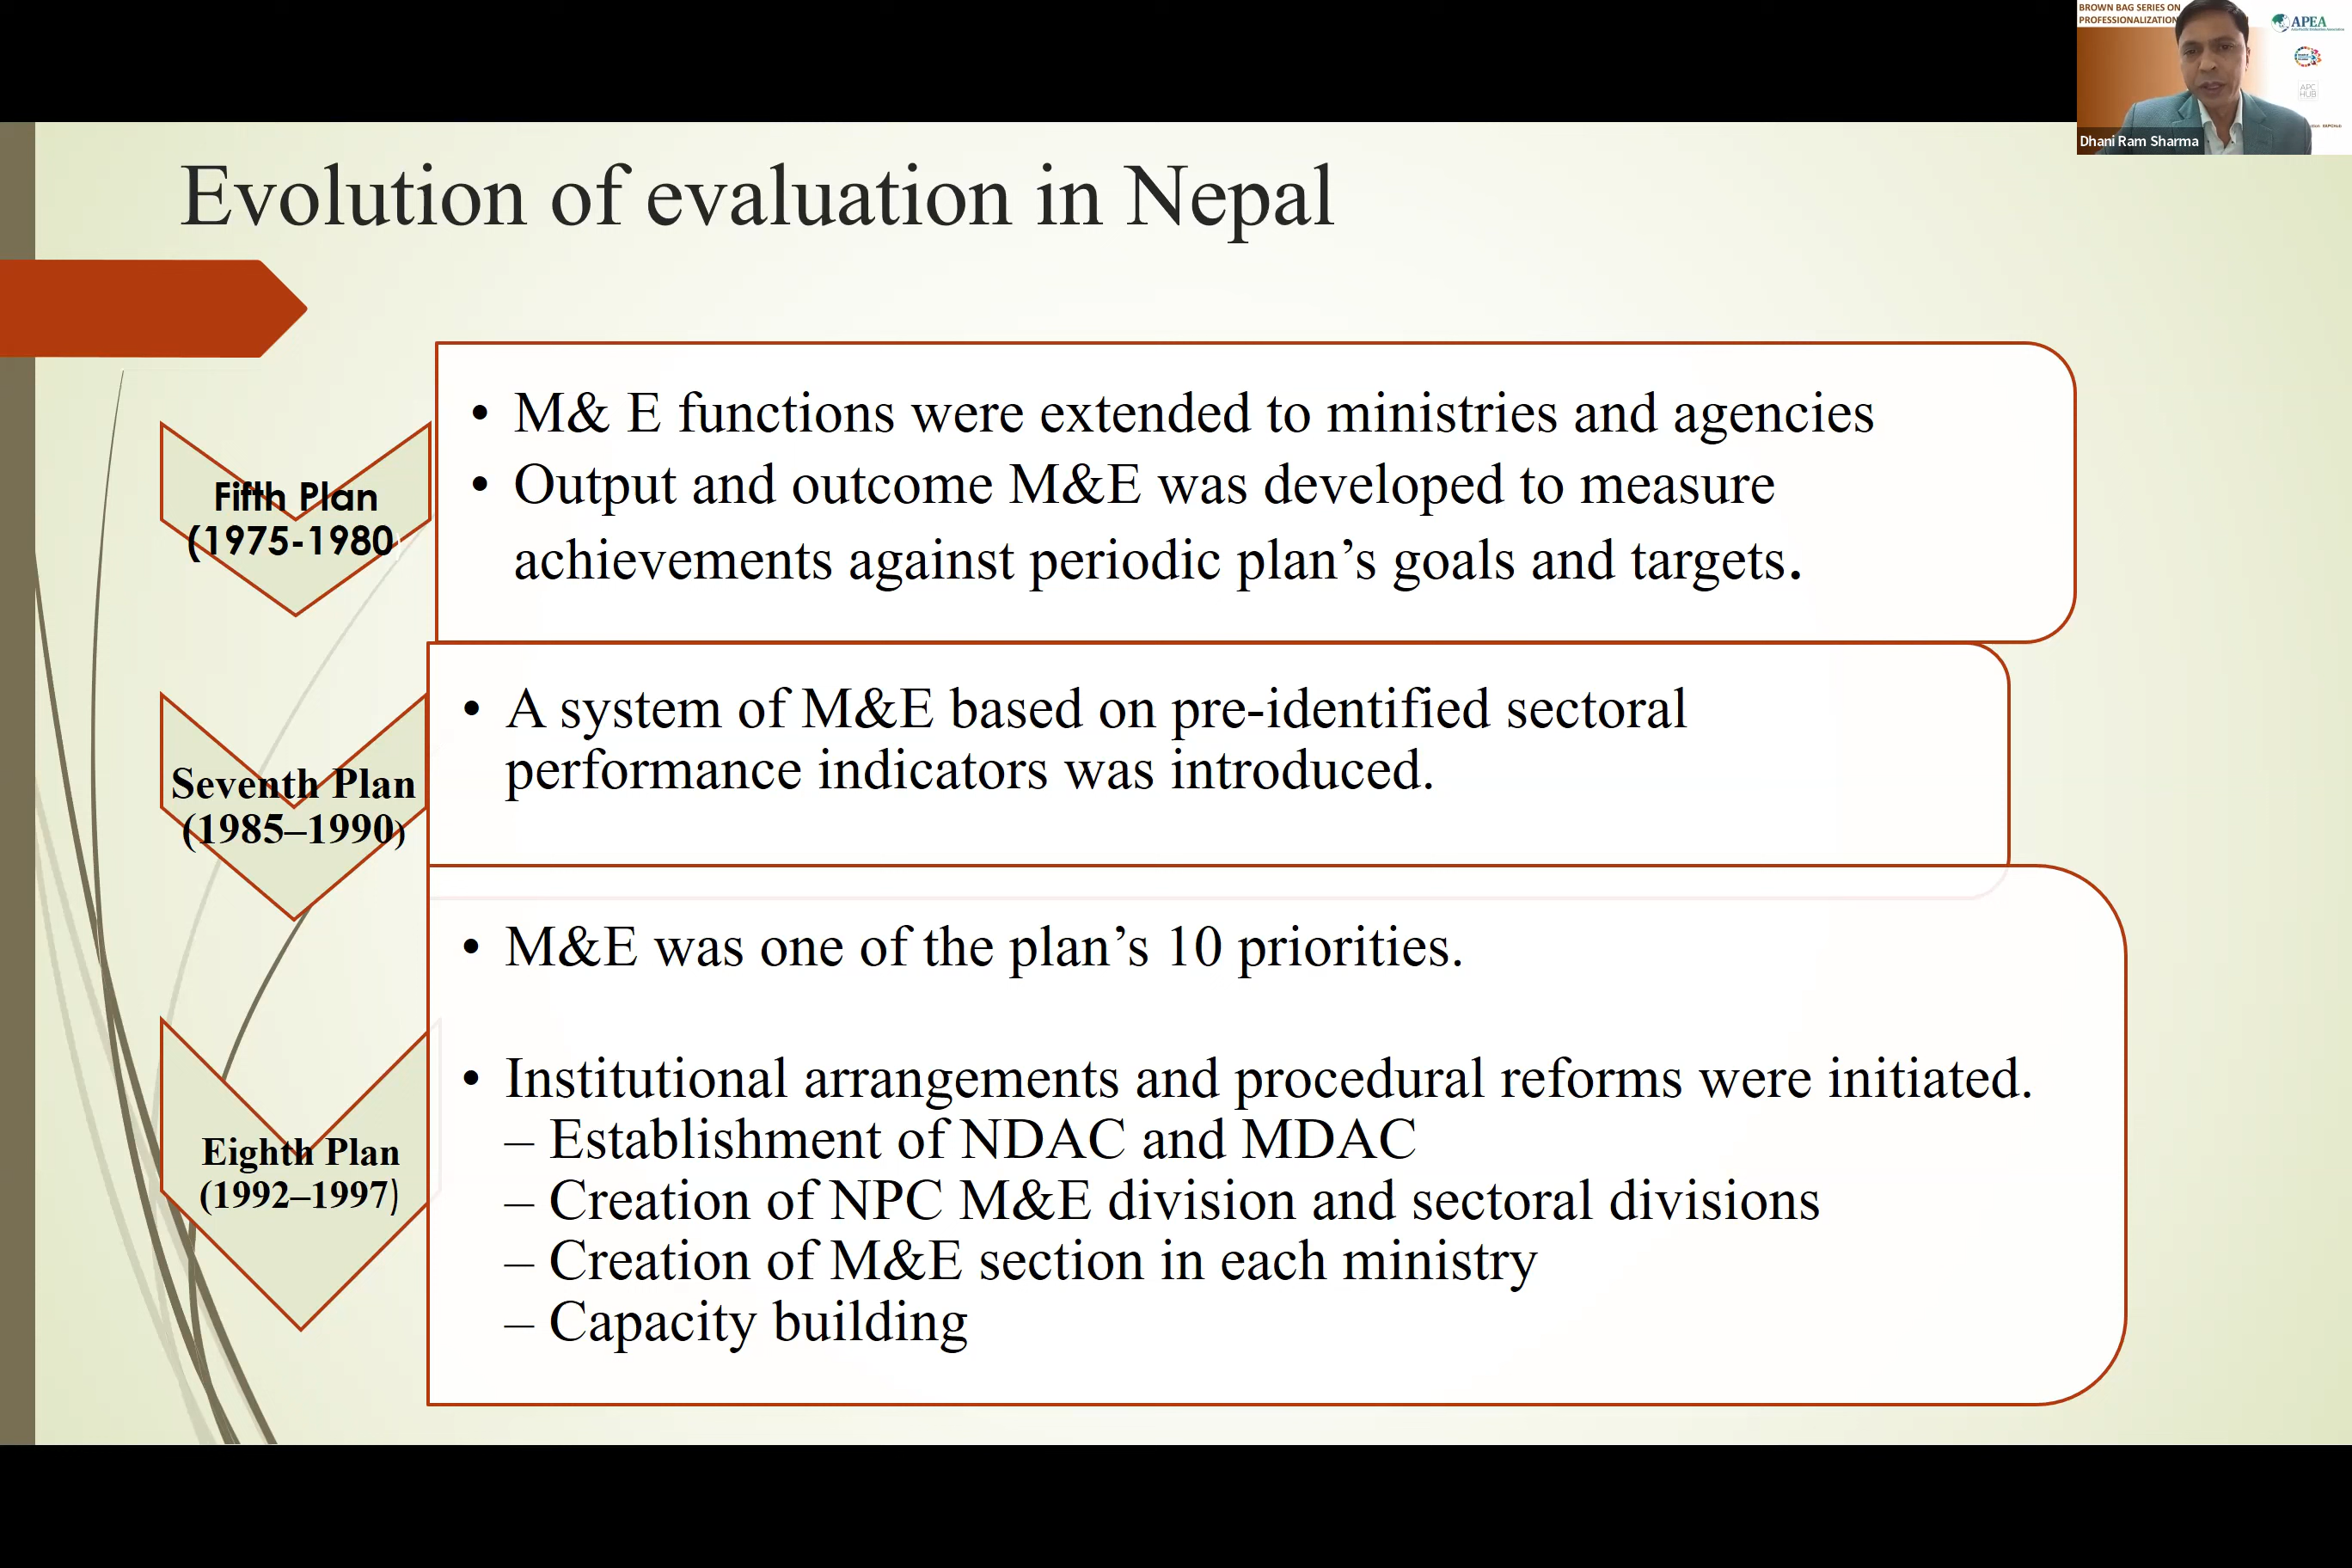 BROWN BAG SERIES ON
PROFESSIONALIZATION
APEA
APC
HUB
Dhani Ram Sharma
Evolution of evaluation in Nepal
Fifth Plan
(1975-1980
• M& E functions were extended to ministries and agencies
• Output and outcome M&E was developed to measure
achievements against periodic plan’s goals and targets.
Seventh Plan
(1985–1990)
• A system of M&E based on pre-identified sectoral
performance indicators was introduced.
Eighth Plan
(1992–1997)
• M&E was one of the plan’s 10 priorities.
• Institutional arrangements and procedural reforms were initiated.
– Establishment of NDAC and MDAC
– Creation of NPC M&E division and sectoral divisions
– Creation of M&E section in each ministry
– Capacity building